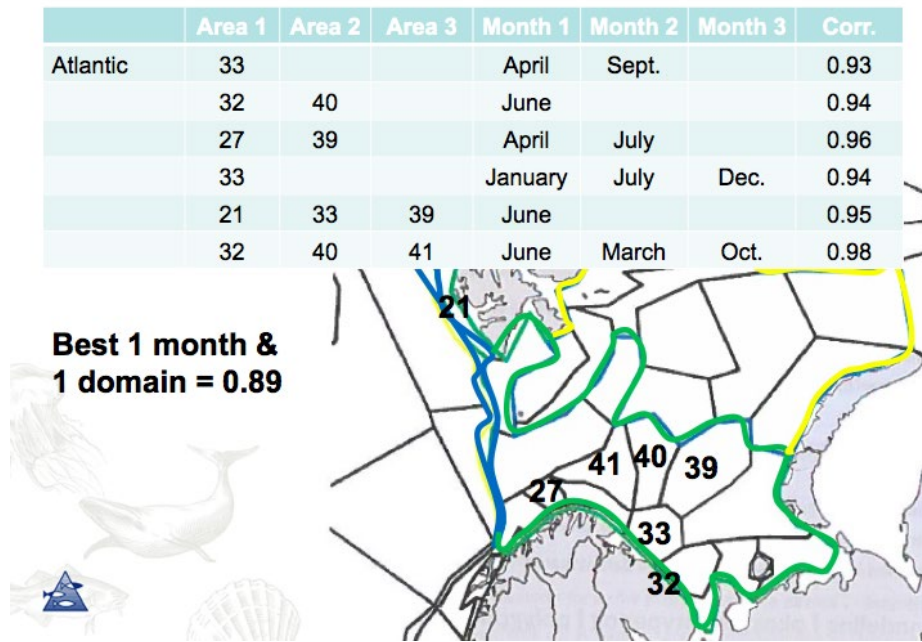 Area 1 Area 2 Area 3 Month 1 Month 2 Month 3 Corr.
Atlantic 33 April Sept. 0.93
32 40 June 0.94
27 39 April July 0.96
33 January July Dec. 0.94
21 33 39 June 0.95
32 40 41 June March Oct. 0.98
21
Best 1 month &
1 domain = 0.89
41 40 39
27
33
32